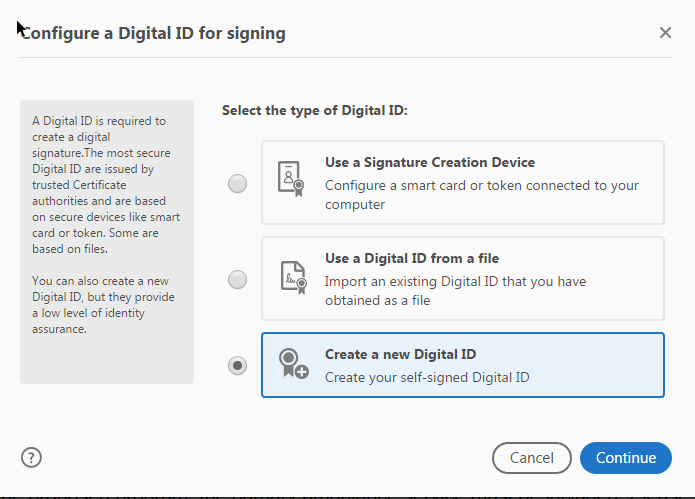 Configure a Digital ID for signing
A Digital ID is required to
create a digital
signature.The most secure
Digital ID are issued by
trusted Certificate
authorities and are based
on secure devices like smart
card or token. Some are
based on files.
You can also create a new
Digital ID, but they provide
a low level of identity
assurance.
Select the type of Digital ID:
Use a Signature Creation Device
Configure a smart card or token connected to your
computer
Use a Digital ID from a file
Import an existing Digital ID that you have
obtained as a file
Create a new Digital ID
Create your self-signed Digital ID
?
Cancel
Continue